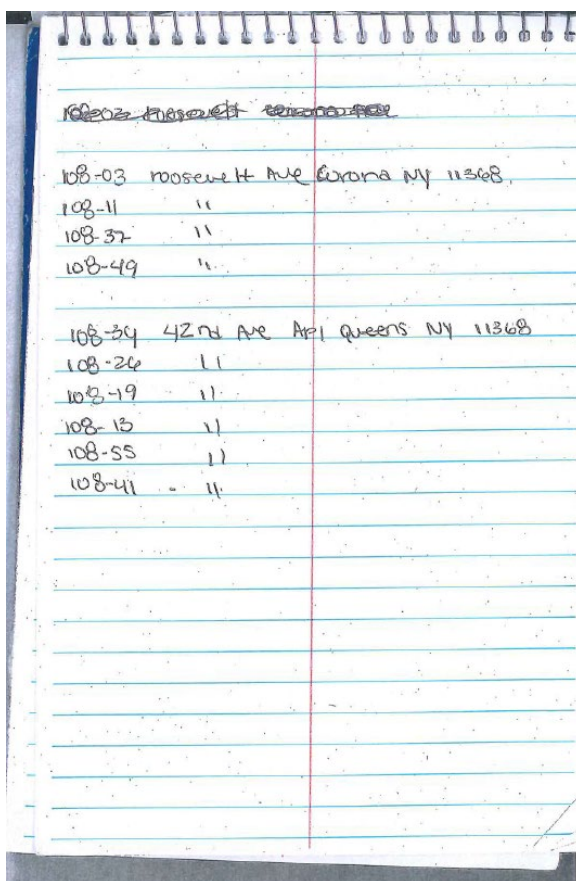 108-03 roosevelt Ave Corona NY 11368
108-11 "
108-37 "
108-49 "
108-34 42nd Ave Ap1 Queens NY 11368
108-26 "
108-19 "
108-13 "
108-55 "
108-41 - "